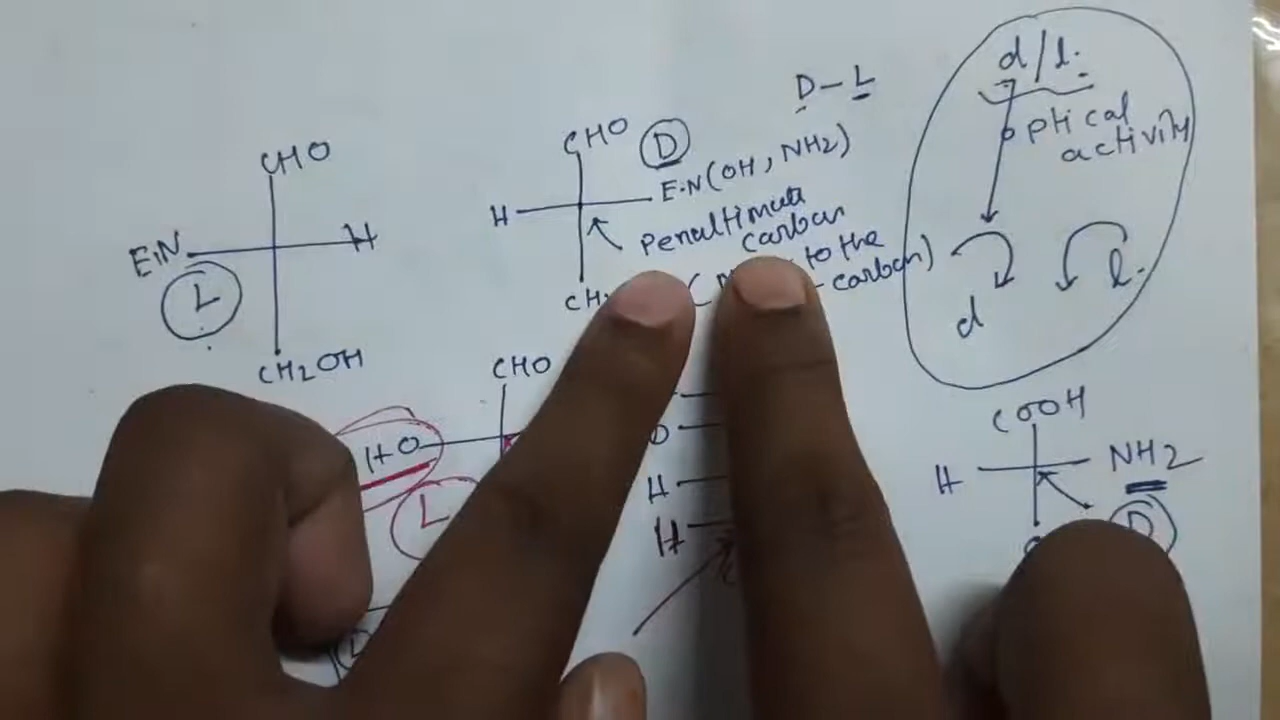 d/l.
D-L
optical
activity
CHO
D
E.N(OH, NH2)
H
Penultimate
carbon
to the
carbon)
CHO
E.N
H
L
CH2OH
d
l.
CHO
HO
L
H
H
COOH
H
NH2
D